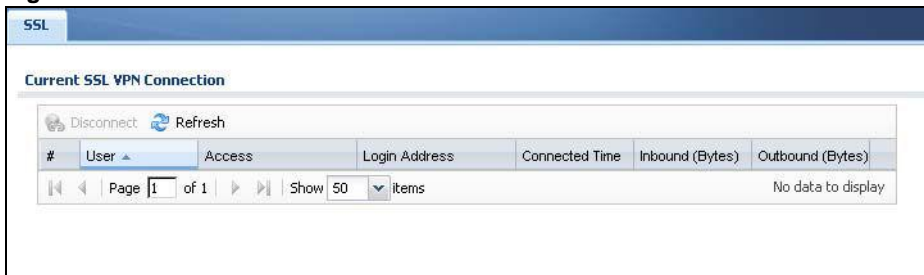 SSL
Current SSL VPN Connection
Disconnect Refresh
# User Access Login Address Connected Time Inbound (Bytes) Outbound (Bytes)
Page 1 of 1 Show 50 items No data to display